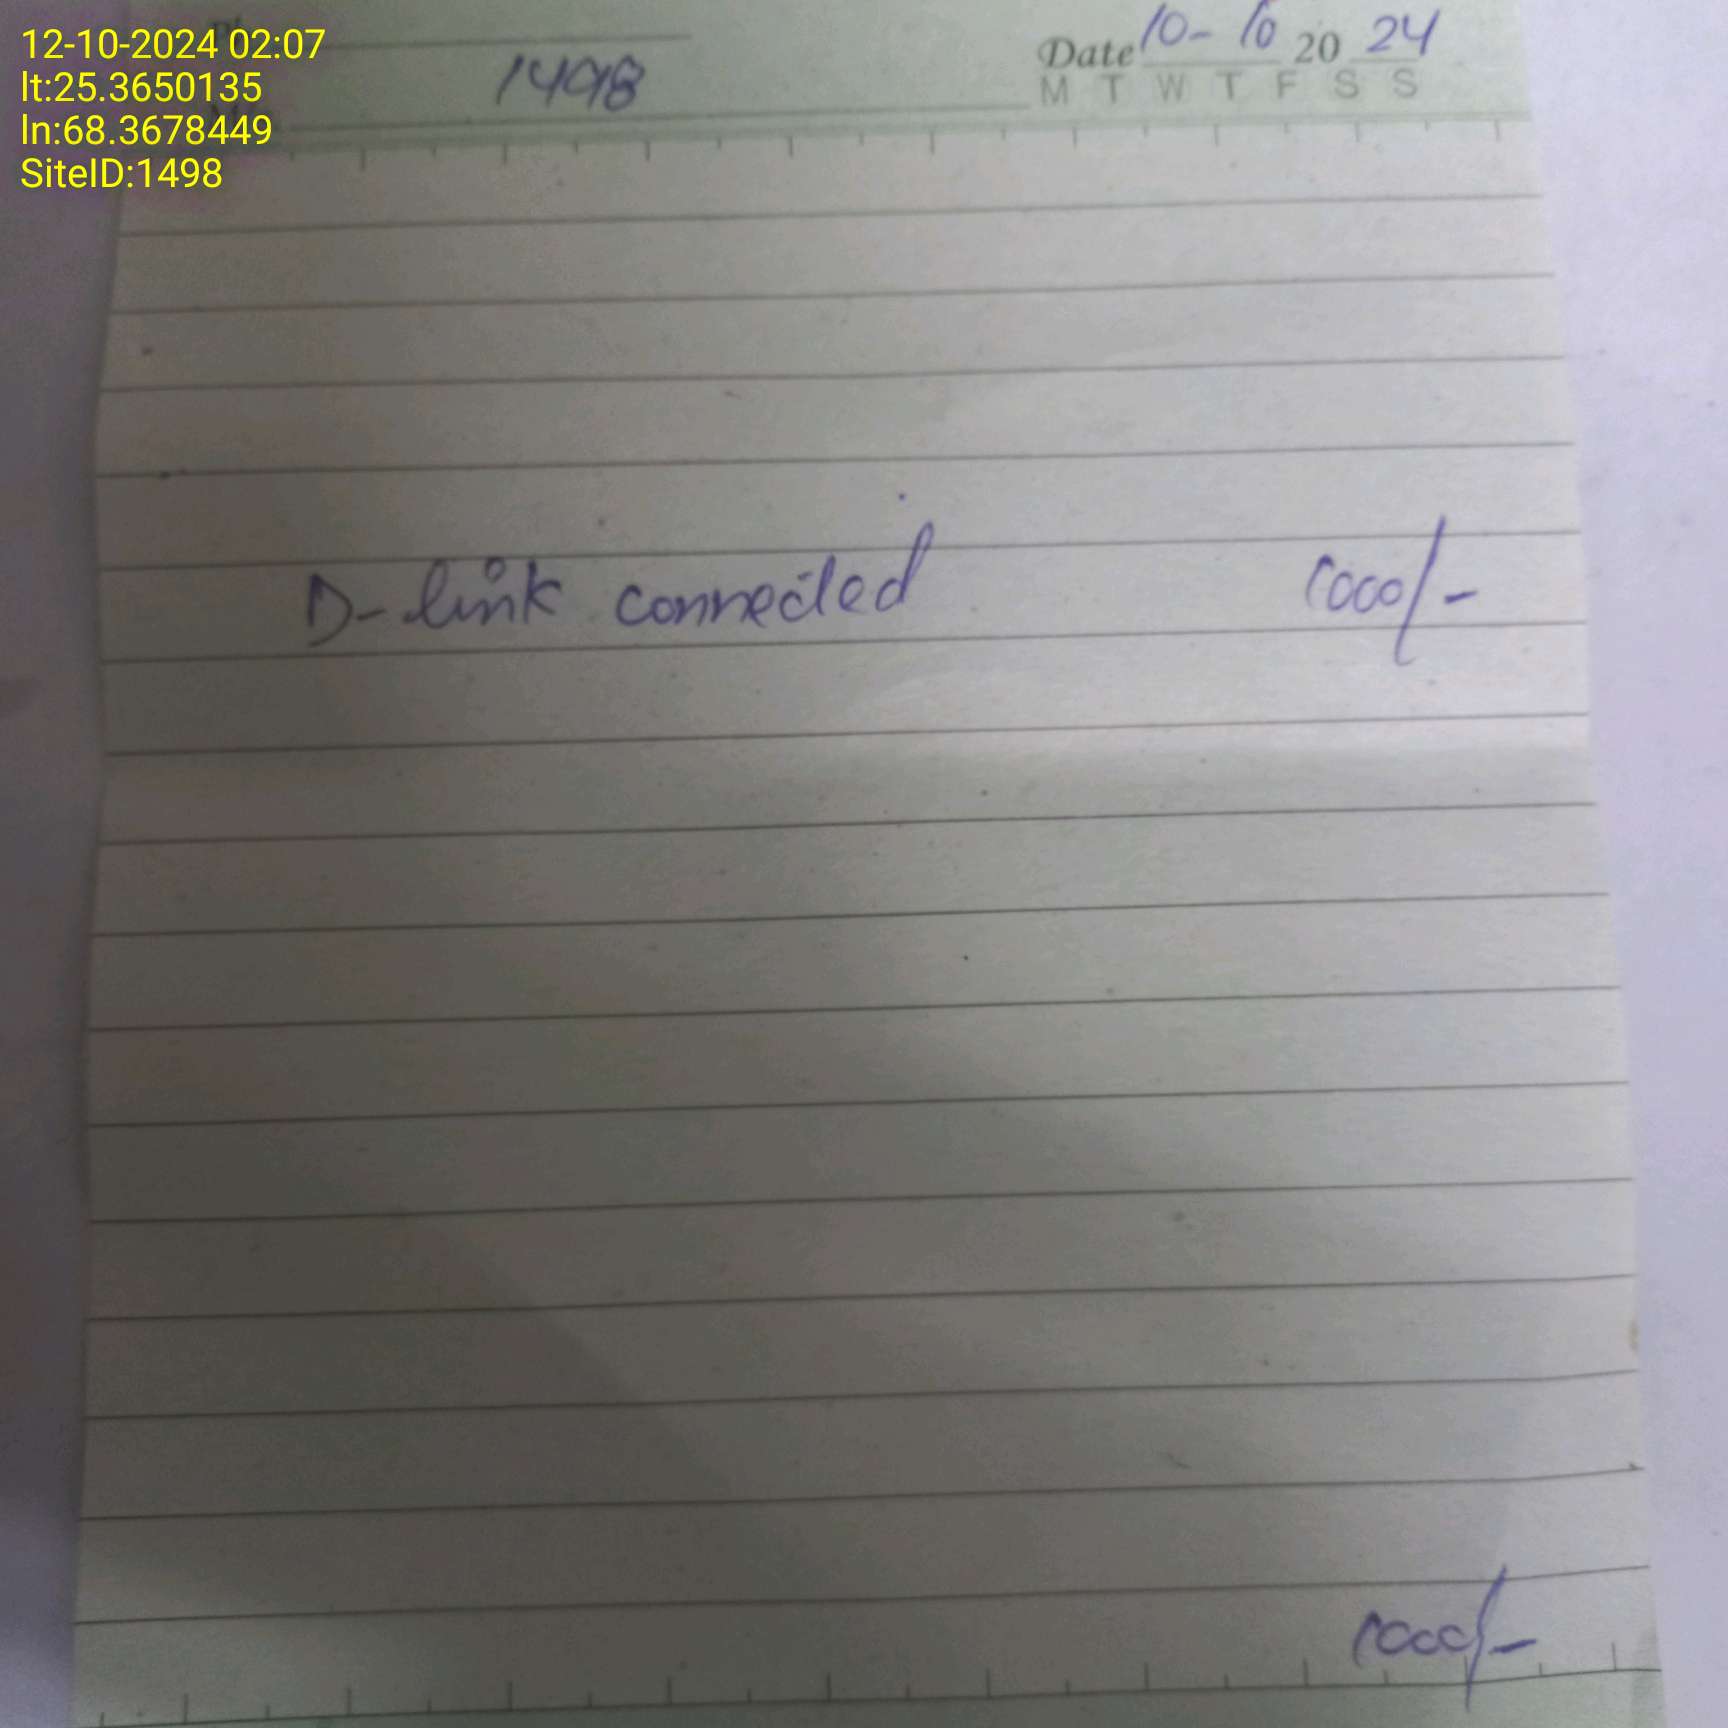 12-10-2024 02:07
lt:25.3650135
ln:68.3678449
SiteID:1498
1498
Date 10-10 20 24
M T W T F S S
D-link connected 1000/-
1000/-